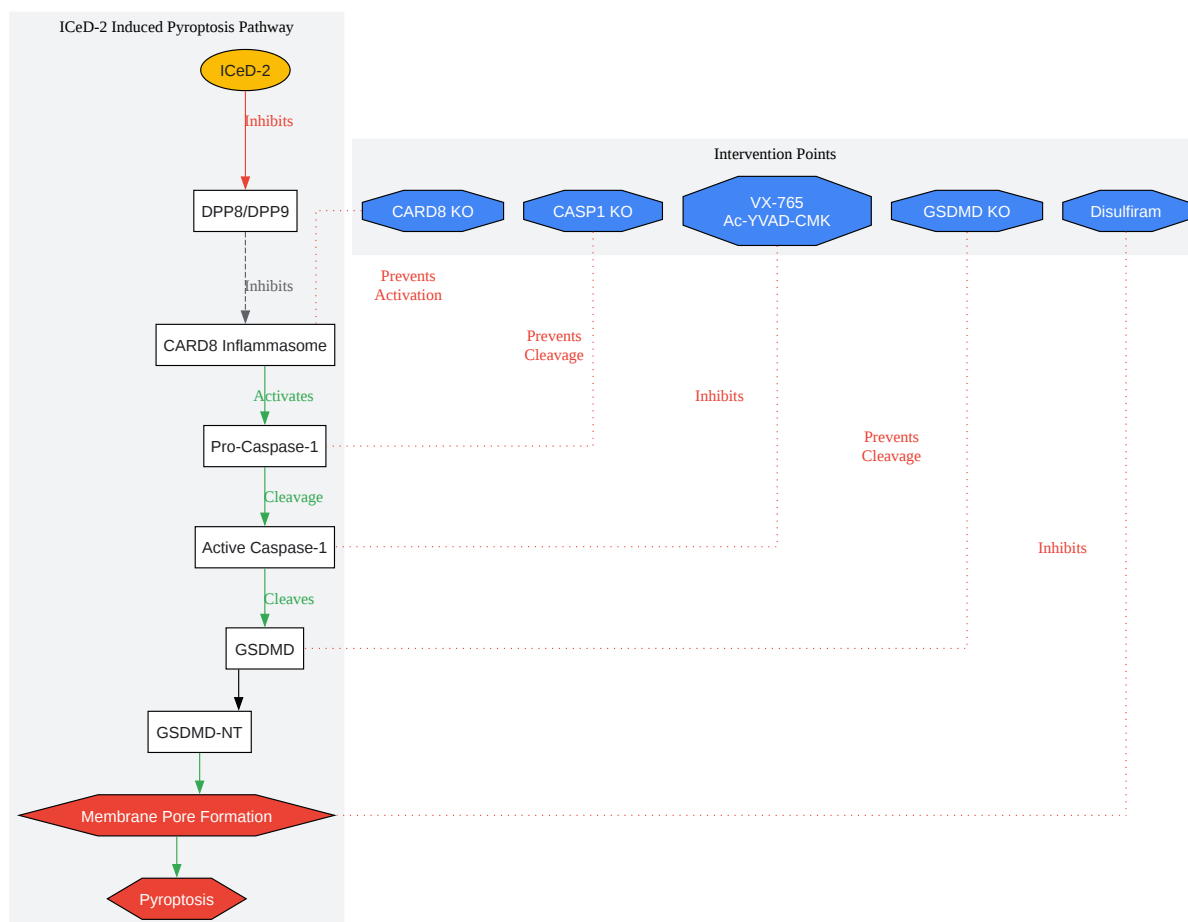 ICeD-2 Induced Pyroptosis Pathway
ICeD-2
Inhibits
DPP8/DPP9
Inhibits
CARD8 Inflammasome
Activates
Pro-Caspase-1
Cleavage
Active Caspase-1
Cleaves
GSDMD
GSDMD-NT
Membrane Pore Formation
Pyroptosis
Intervention Points
CARD8 KO
CASP1 KO
VX-765
Ac-YVAD-CMK
GSDMD KO
Disulfiram
Prevents
Activation
Prevents
Cleavage
Inhibits
Prevents
Cleavage
Inhibits